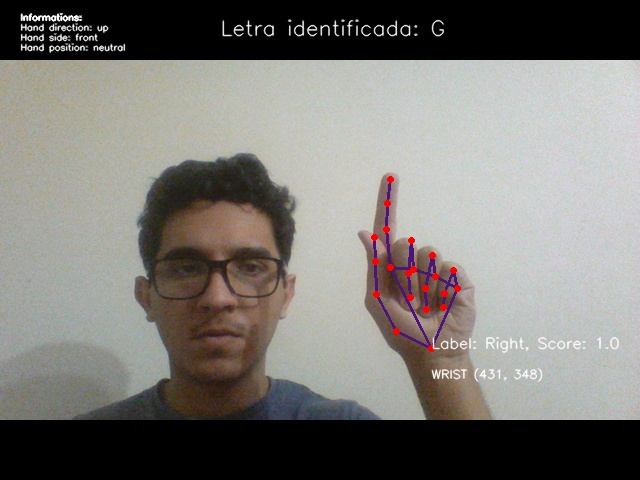 Informations:
Hand direction: up
Hand side: front
Hand position: neutral
Letra identificada: G
Label: Right, Score: 1.0
WRIST (431, 348)